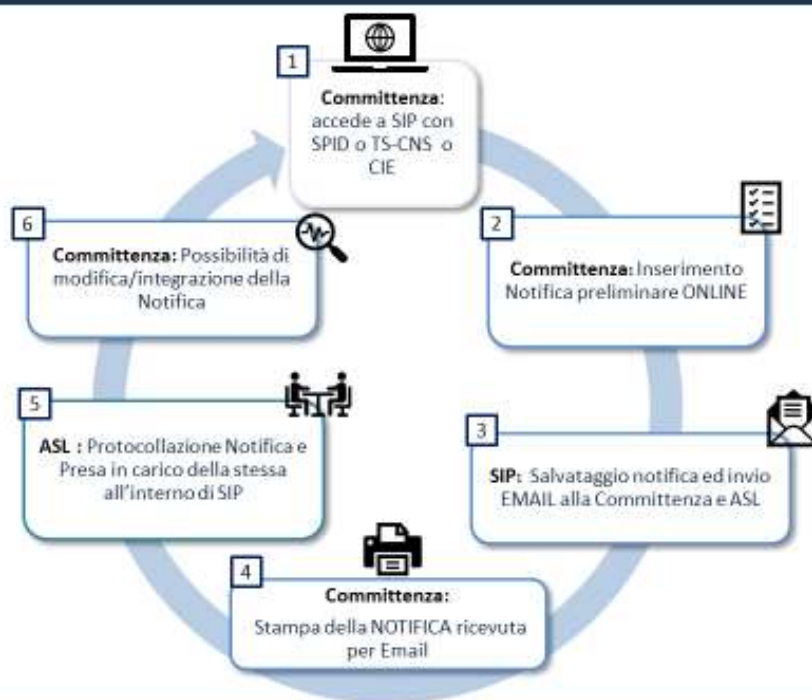 1
Committenza:
accede a SIP con
SPID o TS-CNS o
CIE
2
Committenza: Inserimento
Notifica preliminare ONLINE
3
SIP: Salvataggio notifica ed invio
EMAIL alla Committenza e ASL
4
Committenza:
Stampa della NOTIFICA ricevuta
per Email
5
ASL : Protocollazione Notifica e
Presa in carico della stessa
all'interno di SIP
6
Committenza: Possibilità di
modifica/integrazione della
Notifica